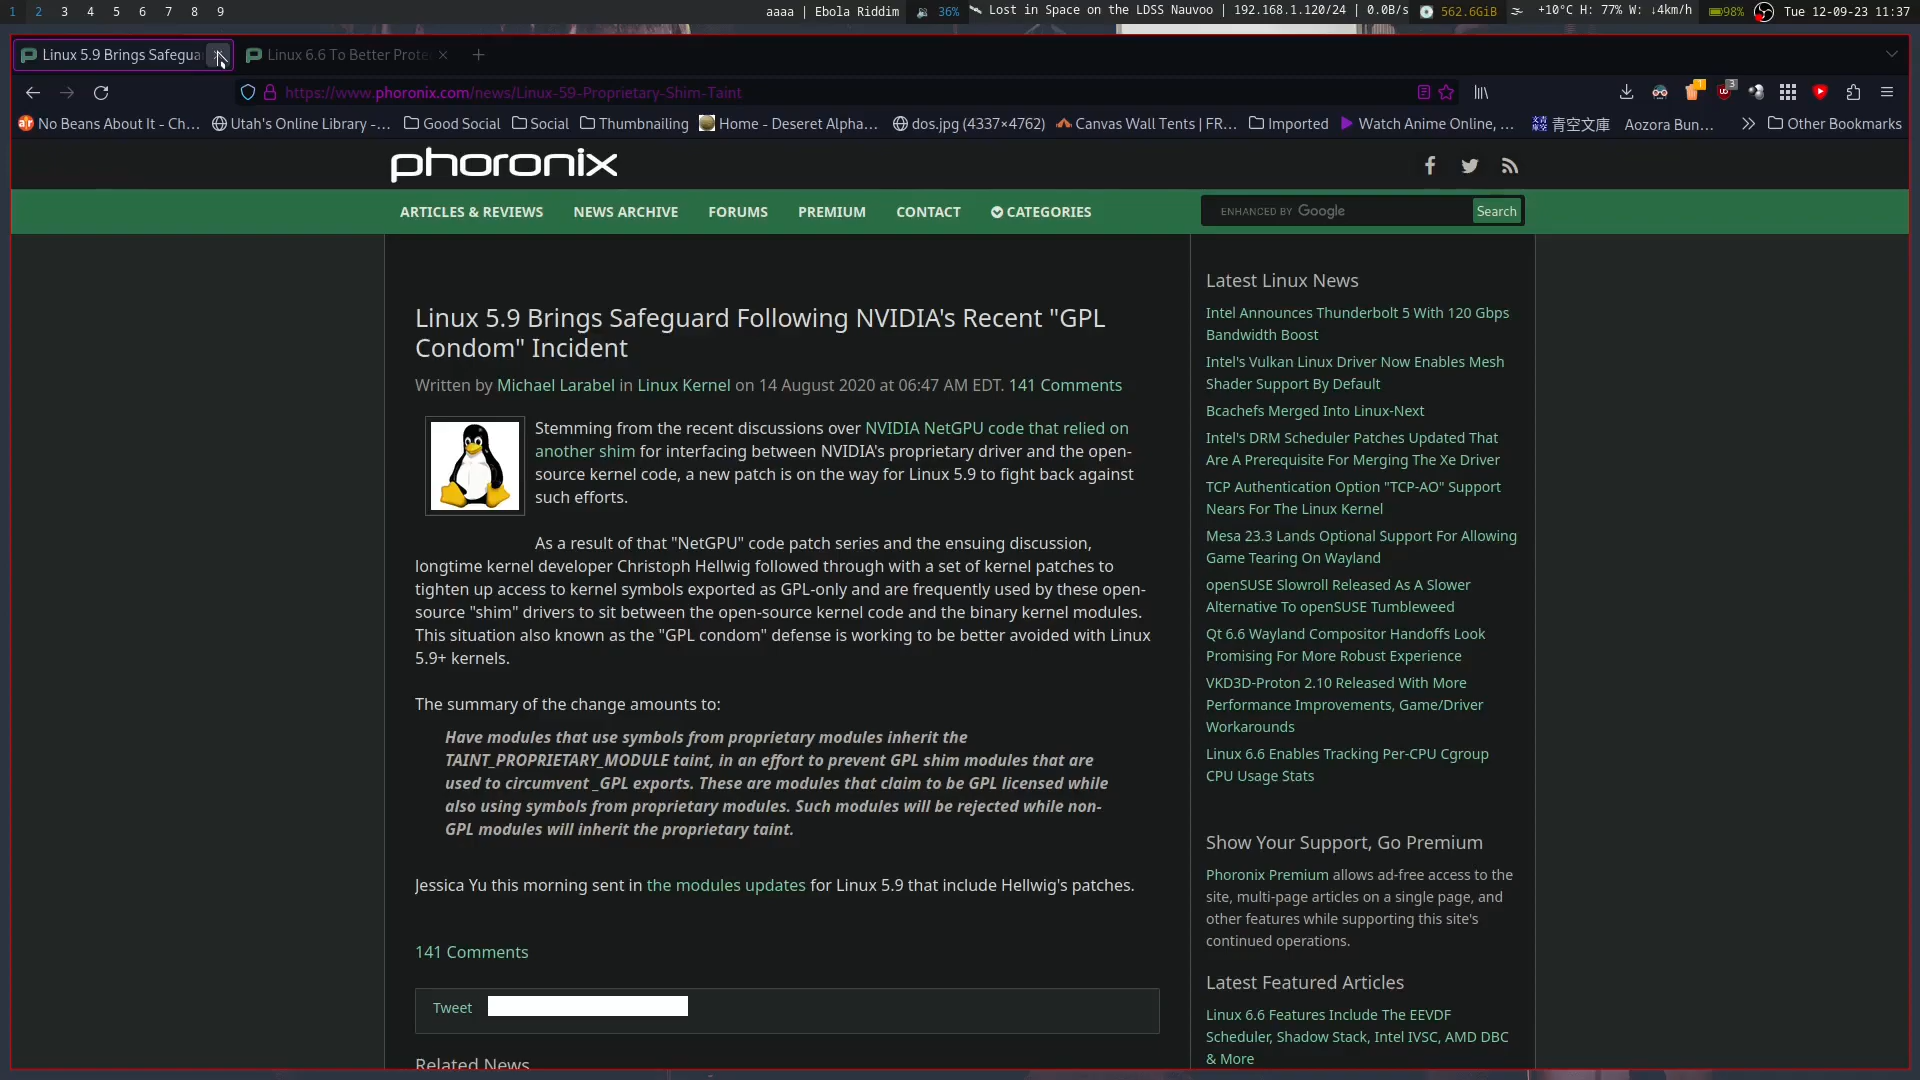 1 2 3 4 5 6 7 8 9
aaaa | Ebola Riddim
36%
Lost in Space on the LDSS Nauvoo | 192.168.1.120/24 | 0.0B/s
562.6GiB
+10°C H: 77% W: ↓4km/h
98%
Tue 12-09-23 11:37
Linux 5.9 Brings Safegua
Linux 6.6 To Better Prote
https://www.phoronix.com/news/Linux-59-Proprietary-Shim-Taint
1
3
No Beans About It - Ch...
Utah's Online Library -...
Good Social
Social
Thumbnailing
Home - Deseret Alpha...
dos.jpg (4337×4762)
Canvas Wall Tents | FR...
Imported
Watch Anime Online, ...
青空文庫
Aozora Bun...
Other Bookmarks
phoronix
ARTICLES & REVIEWS
NEWS ARCHIVE
FORUMS
PREMIUM
CONTACT
CATEGORIES
ENHANCED BY Google
Search
Linux 5.9 Brings Safeguard Following NVIDIA's Recent "GPL
Condom" Incident
Written by Michael Larabel in Linux Kernel on 14 August 2020 at 06:47 AM EDT. 141 Comments
Stemming from the recent discussions over NVIDIA NetGPU code that relied on
another shim for interfacing between NVIDIA's proprietary driver and the open-
source kernel code, a new patch is on the way for Linux 5.9 to fight back against
such efforts.
As a result of that "NetGPU" code patch series and the ensuing discussion,
longtime kernel developer Christoph Hellwig followed through with a set of kernel patches to
tighten up access to kernel symbols exported as GPL-only and are frequently used by these open-
source "shim" drivers to sit between the open-source kernel code and the binary kernel modules.
This situation also known as the "GPL condom" defense is working to be better avoided with Linux
5.9+ kernels.
The summary of the change amounts to:
Have modules that use symbols from proprietary modules inherit the
TAINT_PROPRIETARY_MODULE taint, in an effort to prevent GPL shim modules that are
used to circumvent _GPL exports. These are modules that claim to be GPL licensed while
also using symbols from proprietary modules. Such modules will be rejected while non-
GPL modules will inherit the proprietary taint.
Jessica Yu this morning sent in the modules updates for Linux 5.9 that include Hellwig's patches.
141 Comments
Tweet
Related News
Latest Linux News
Intel Announces Thunderbolt 5 With 120 Gbps
Bandwidth Boost
Intel's Vulkan Linux Driver Now Enables Mesh
Shader Support By Default
Bcachefs Merged Into Linux-Next
Intel's DRM Scheduler Patches Updated That
Are A Prerequisite For Merging The Xe Driver
TCP Authentication Option "TCP-AO" Support
Nears For The Linux Kernel
Mesa 23.3 Lands Optional Support For Allowing
Game Tearing On Wayland
openSUSE Slowroll Released As A Slower
Alternative To openSUSE Tumbleweed
Qt 6.6 Wayland Compositor Handoffs Look
Promising For More Robust Experience
VKD3D-Proton 2.10 Released With More
Performance Improvements, Game/Driver
Workarounds
Linux 6.6 Enables Tracking Per-CPU Cgroup
CPU Usage Stats
Show Your Support, Go Premium
Phoronix Premium allows ad-free access to the
site, multi-page articles on a single page, and
other features while supporting this site's
continued operations.
Latest Featured Articles
Linux 6.6 Features Include The EEVDF
Scheduler, Shadow Stack, Intel IVSC, AMD DBC
& More